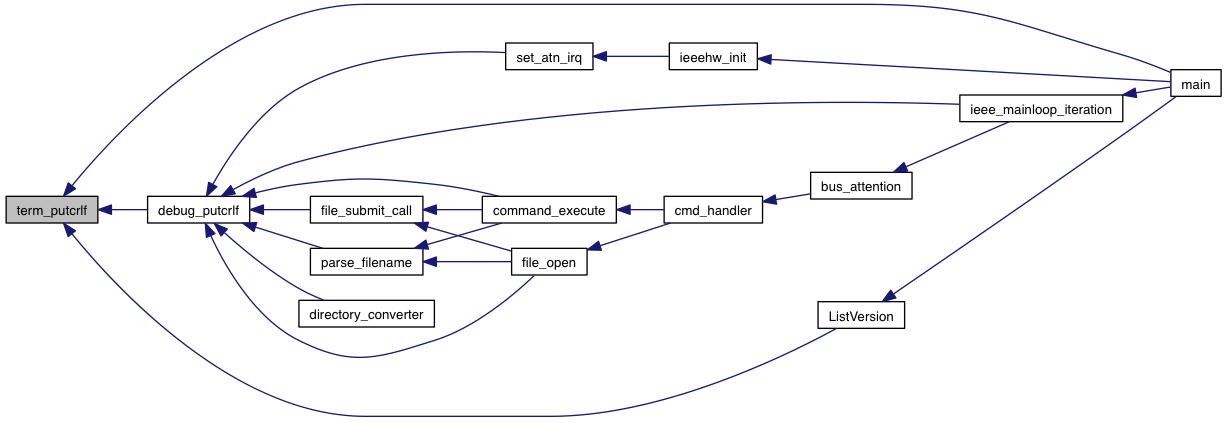 set_atn_irq
ieeehw_init
main
ieee_mainloop_iteration
bus_attention
term_putcrlf
debug_putcrlf
file_submit_call
command_execute
cmd_handler
parse_filename
file_open
directory_converter
ListVersion